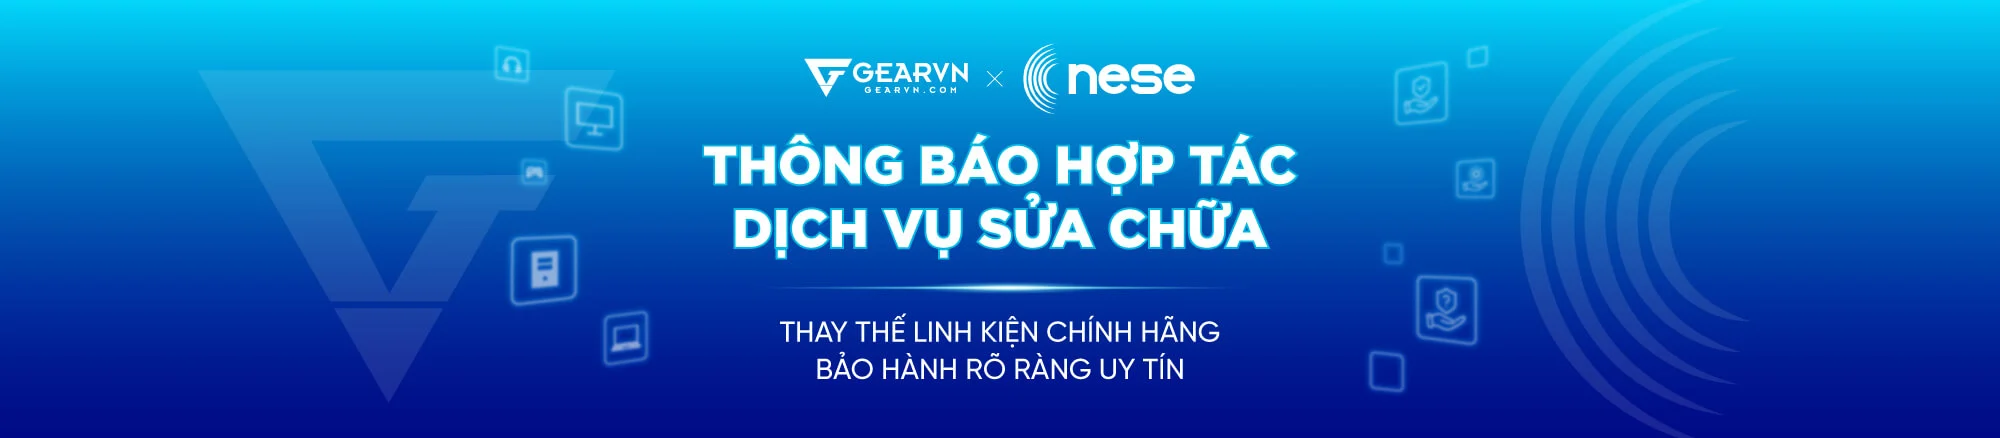 GEARVN × nese
GEARVN.COM
THÔNG BÁO HỢP TÁC
DỊCH VỤ SỬA CHỮA
THAY THẾ LINH KIỆN CHÍNH HÃNG
BẢO HÀNH RÕ RÀNG UY TÍN